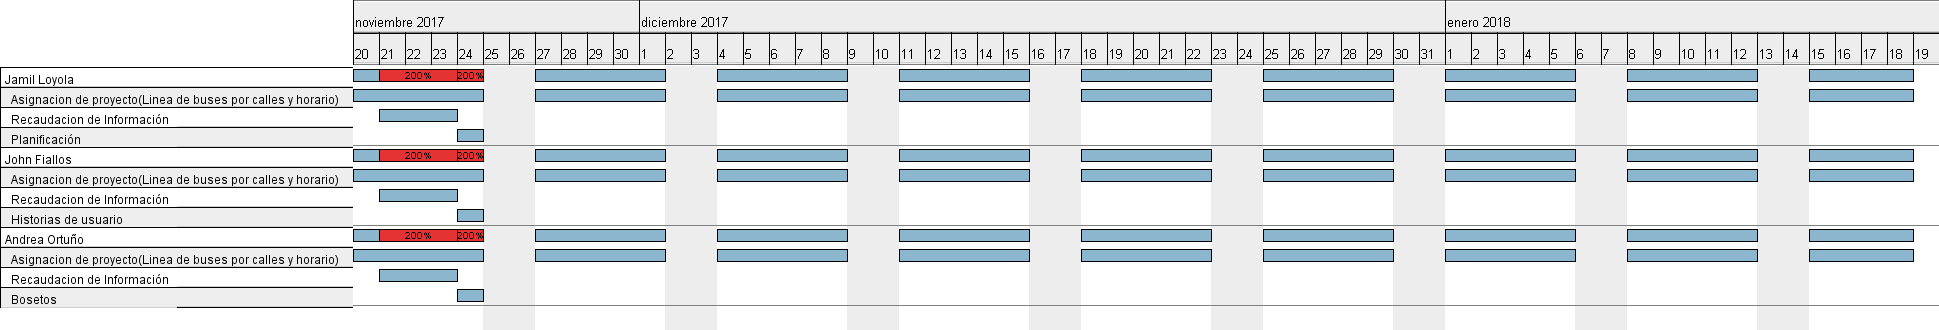 noviembre 2017 diciembre 2017 enero 2018
20 21 22 23 24 25 26 27 28 29 30 1 2 3 4 5 6 7 8 9 10 11 12 13 14 15 16 17 18 19 20 21 22 23 24 25 26 27 28 29 30 31 1 2 3 4 5 6 7 8 9 10 11 12 13 14 15 16 17 18 19
Jamil Loyola 200% 200%
Asignacion de proyecto(Linea de buses por calles y horario)
Recaudacion de Información
Planificación
John Fiallos 200% 200%
Asignacion de proyecto(Linea de buses por calles y horario)
Recaudacion de Información
Historias de usuario
Andrea Ortuño 200% 200%
Asignacion de proyecto(Linea de buses por calles y horario)
Recaudacion de Información
Bosetos